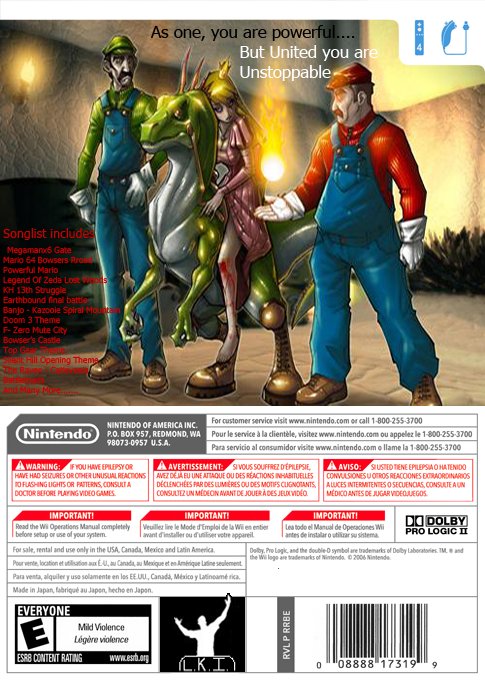 As one, you are powerful....
But United you are
Unstoppable
4
Songlist includes
Megamanx6 Gate
Mario 64 Bowsers Road
Powerful Mario
Legend Of Zelda Lost Woods
KH 13th Struggle
Earthbound final battle
Banjo - Kazooie Spiral Mountain
Doom 3 Theme
F- Zero Mute City
Bowser's Castle
Top Gear Theme
Silent Hill Opening Theme
and Many More......
Nintendo
NINTENDO OF AMERICA INC.
P.O. BOX 957, REDMOND, WA
98073-0957 U.S.A.
For customer service visit www.nintendo.com or call 1-800-255-3700
Pour le service à la clientèle, visitez www.nintendo.com ou appelez le 1-800-255-3700
Para servicio al consumidor visite www.nintendo.com o llame la 1-800-255-3700
WARNING: IF YOU HAVE EPILEPSY OR
HAVE HAD SEIZURES OR OTHER UNUSUAL REACTIONS
TO FLASHING LIGHTS OR PATTERNS, CONSULT A
DOCTOR BEFORE PLAYING VIDEO GAMES.
AVERTISSEMENT: SI VOUS SOUFFREZ D'ÉPILEPSIE,
AVEZ DÉJÀ EU UNE ATTAQUE OU DES RÉACTIONS INHABITUELLES
DÉCLENCHÉES PAR DES LUMIÈRES OU DES MOTIFS CLIGNOTANTS,
CONSULTEZ UN MÉDECIN AVANT DE JOUER À DES JEUX VIDÉO.
AVISO: SI USTED TIENE EPILEPSIA O HA TENIDO
CONVULSIONES U OTROS REACCIONES EXTRAORDINARIOS
A LUCES INTERMITENTES O SECUENCIAS, CONSULTE A UN
MÉDICO ANTES DE JUGAR VIDEOJUEGOS.
IMPORTANT!
Read the Wii Operations Manual completely
before setup or use of your system.
IMPORTANT!
Veuillez lire le Mode d'Emploi de la Wii en entier
avant d'installer ou d'utiliser votre appareil.
IMPORTANT!
Lea todo el Manual de Operaciones Wii
antes de instalar o utilizar su sistema.
DOLBY
PRO LOGIC II
For sale, rental and use only in the USA, Canada, Mexico and Latin America.
Pour vente, location et utilisation aux É.-U., au Canada, au Mexique et en Amérique Latine seulement.
Para venta, alquiler y uso solamente en los EE.UU., Canadá, México y Latinoamérica.
Made in Japan, fabriqué au Japon, hecho en Japon.
Dolby, Pro Logic, and the double-D symbol are trademarks of Dolby Laboratories. TM, ® and
the Wii logo are trademarks of Nintendo. © 2006 Nintendo.
EVERYONE
E
Mild Violence
Légère violence
ESRB CONTENT RATING
www.esrb.org
L.K.I.
RVL P RRBE
0 08888 17319 9